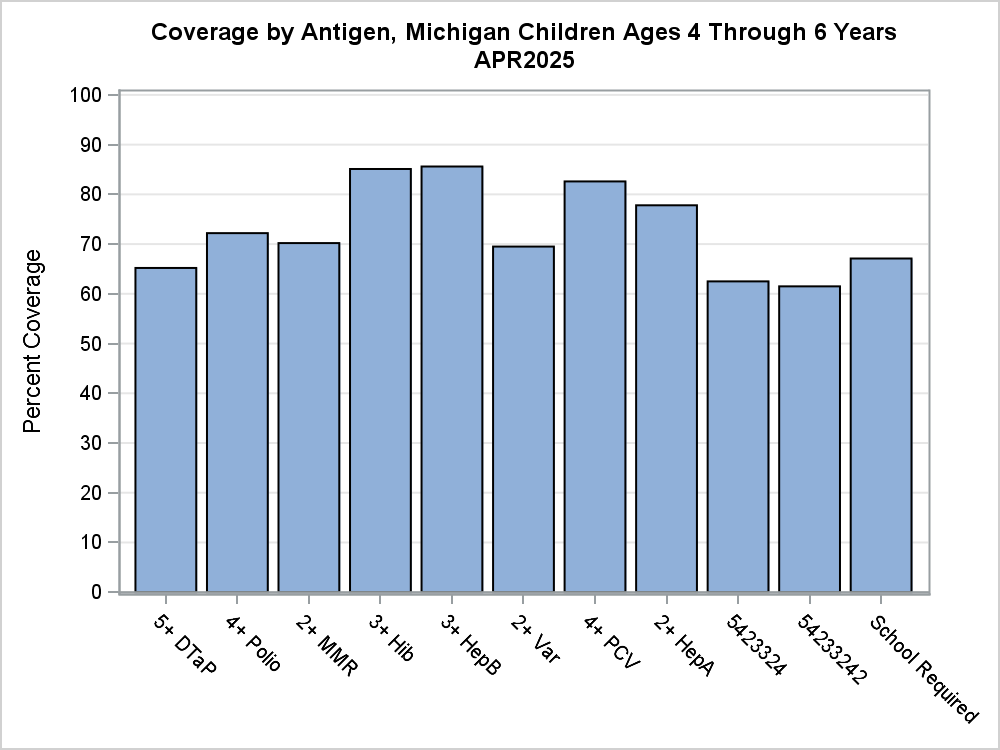 Coverage by Antigen, Michigan Children Ages 4 Through 6 Years
APR2025
Percent Coverage
100
90
80
70
60
50
40
30
20
10
0
5+ DTaP
4+ Polio
2+ MMR
3+ Hib
3+ HepB
2+ Var
4+ PCV
2+ HepA
5423324
54233242
School Required